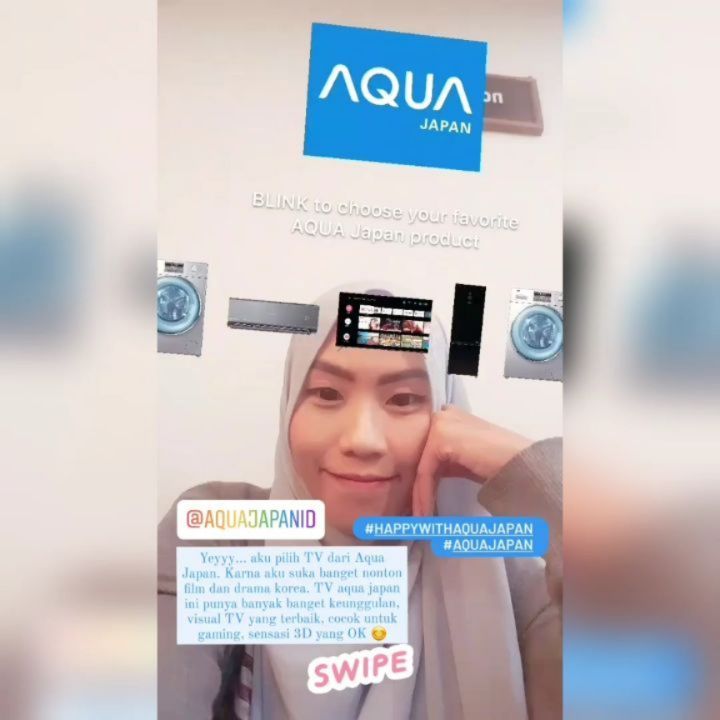 AQUA
JAPAN
on
BLINK to choose your favorite
AQUA Japan product
@AQUAJAPANID
#HAPPYWITHAQUAJAPAN
#AQUAJAPAN
Yeyyy... aku pilih TV dari Aqua
Japan. Karna aku suka banget nonton
film dan drama korea. TV aqua japan
ini punya banyak banget keunggulan,
visual TV yang terbaik, cocok untuk
gaming, sensasi 3D yang OK
SWIPE